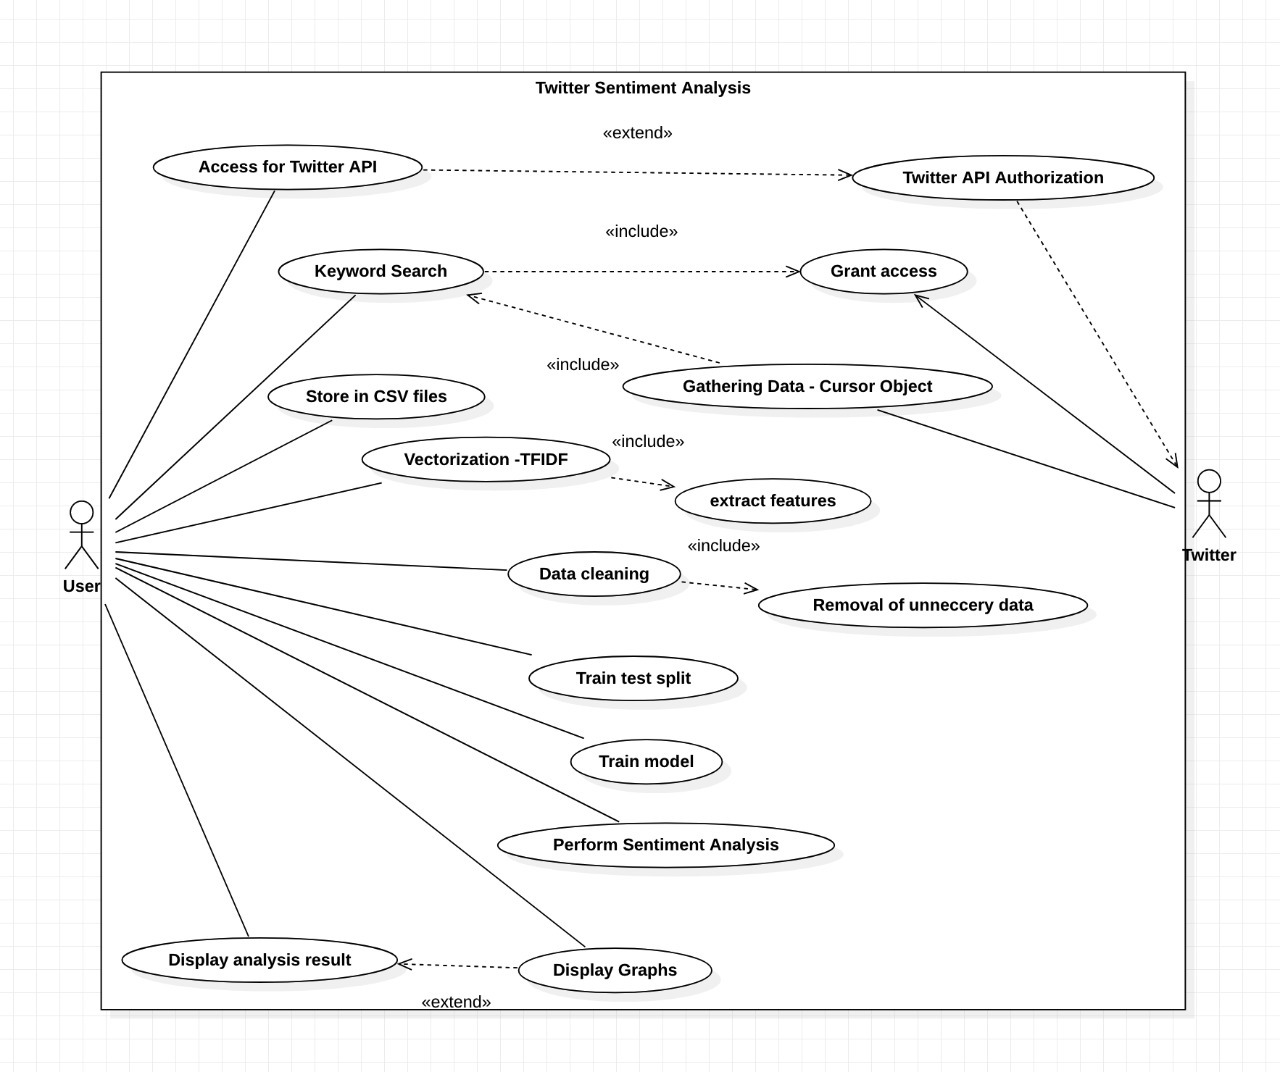 Twitter Sentiment Analysis
«extend»
Access for Twitter API
Twitter API Authorization
«include»
Keyword Search
Grant access
«include»
Gathering Data - Cursor Object
Store in CSV files
«include»
Vectorization -TFIDF
extract features
«include»
Data cleaning
Twitter
User
Removal of unneccery data
Train test split
Train model
Perform Sentiment Analysis
Display analysis result
Display Graphs
«extend»